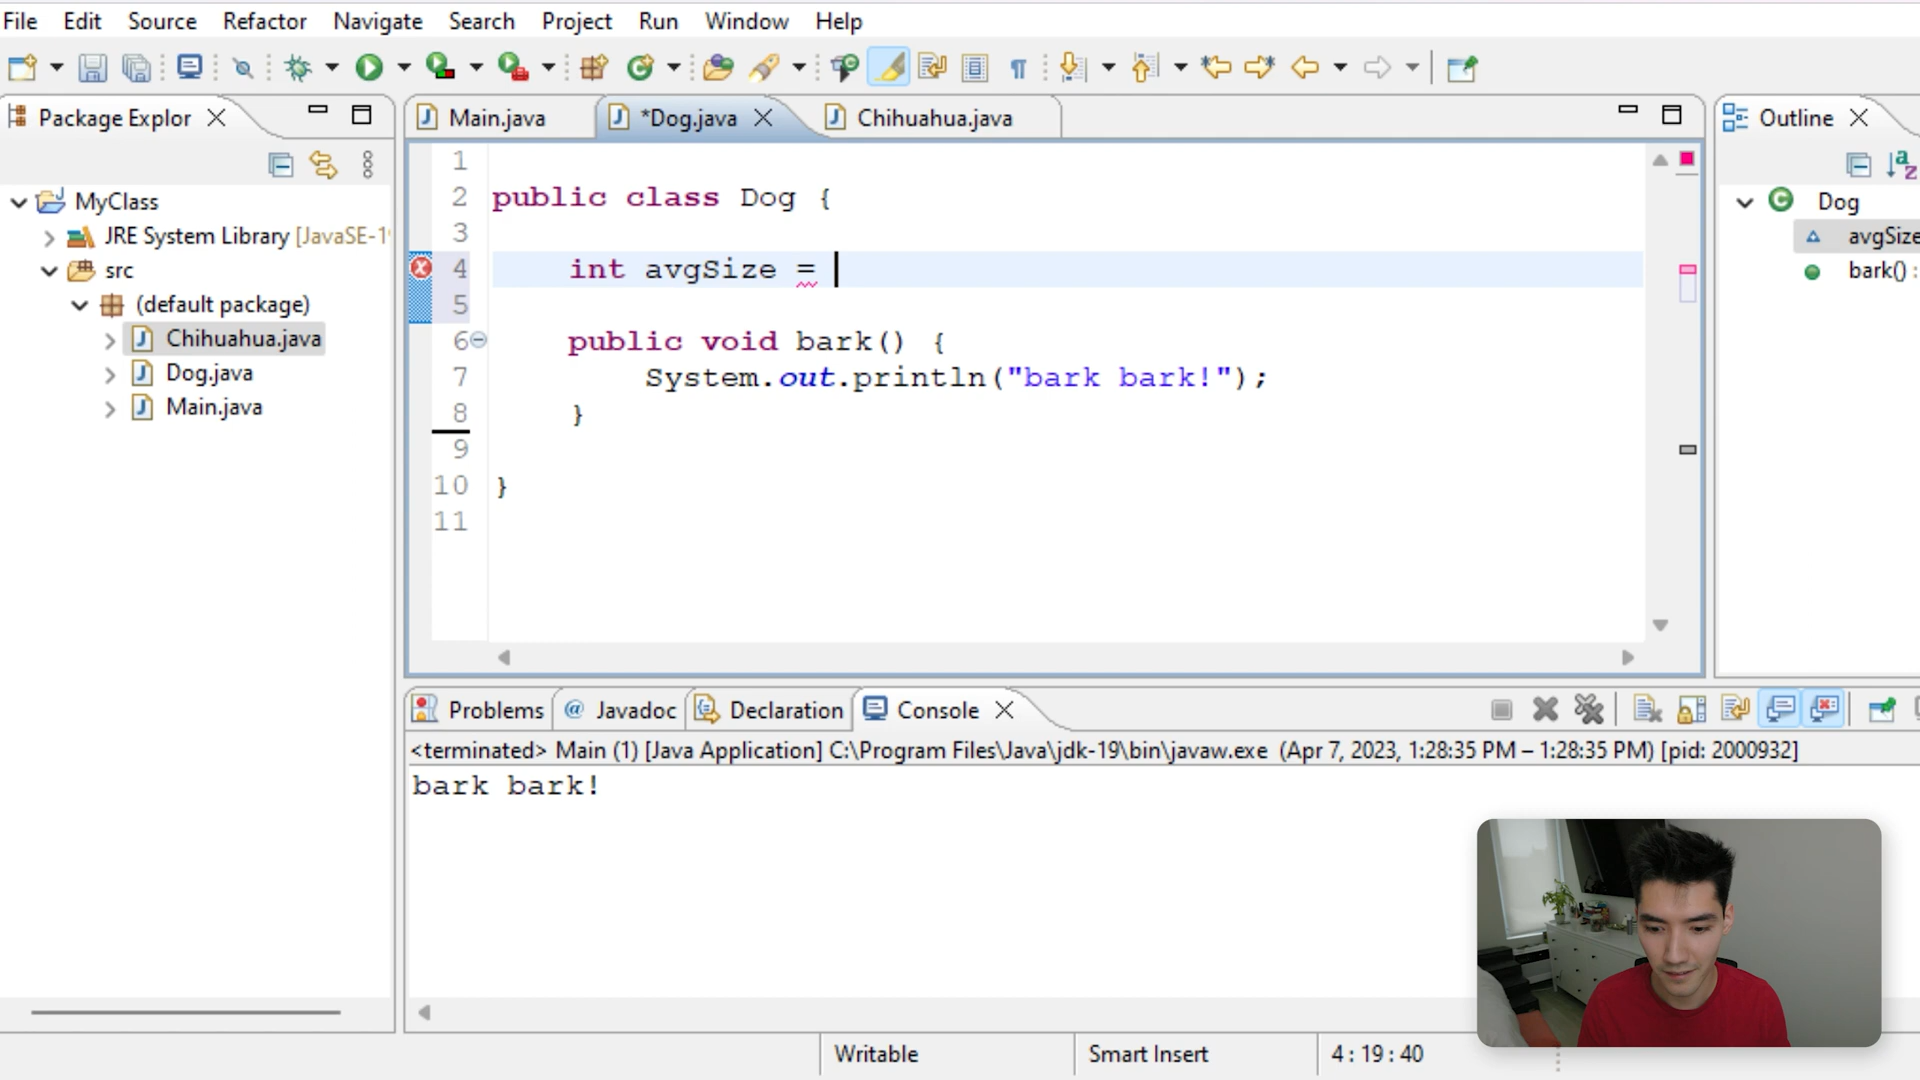 File Edit Source Refactor Navigate Search Project Run Window Help
Package Explor
MyClass
JRE System Library [JavaSE-1
src
(default package)
Chihuahua.java
Dog.java
Main.java
Main.java *Dog.java Chihuahua.java
1
2 public class Dog {
3
4 int avgSize =
5
6 public void bark() {
7 System.out.println("bark bark!");
8 }
9
10 }
11
Outline
Dog
avgSize
bark() :
Problems Javadoc Declaration Console
<terminated> Main (1) [Java Application] C:\Program Files\Java\jdk-19\bin\javaw.exe (Apr 7, 2023, 1:28:35 PM – 1:28:35 PM) [pid: 2000932]
bark bark!
Writable Smart Insert 4 : 19 : 40